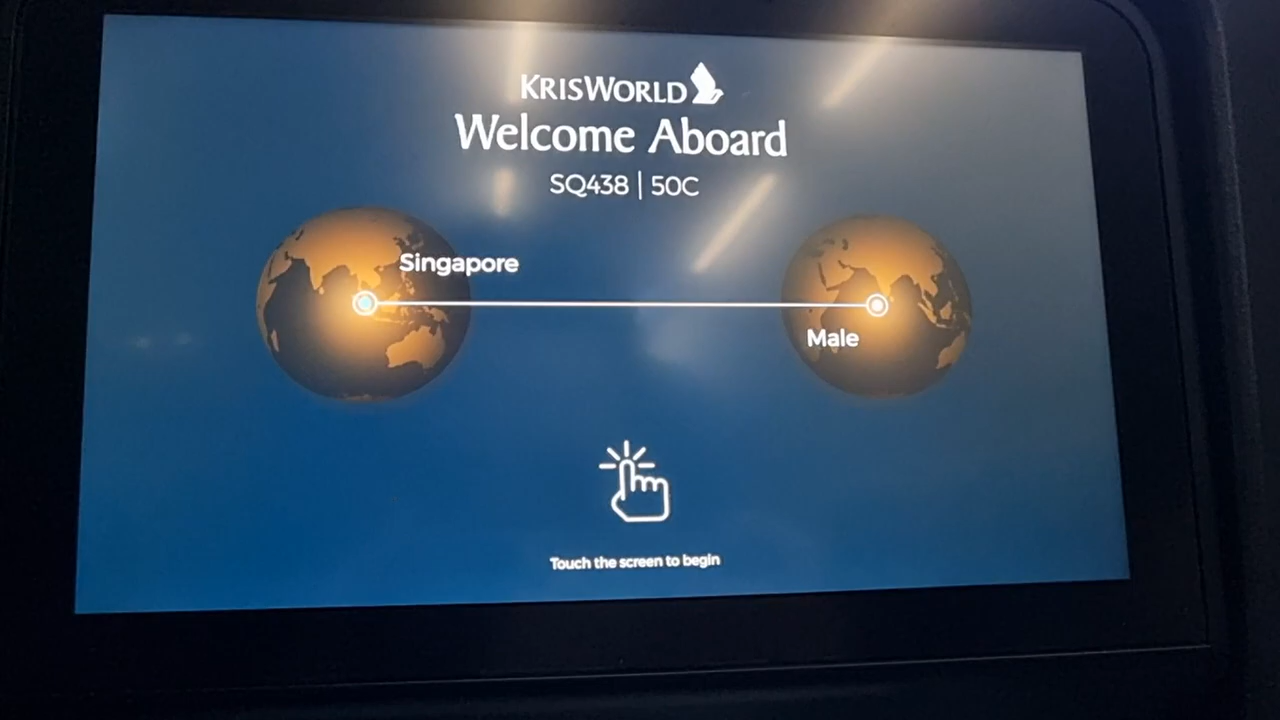 KRISWORLD
Welcome Aboard
SQ438 | 50C
Singapore
Male
Touch the screen to begin